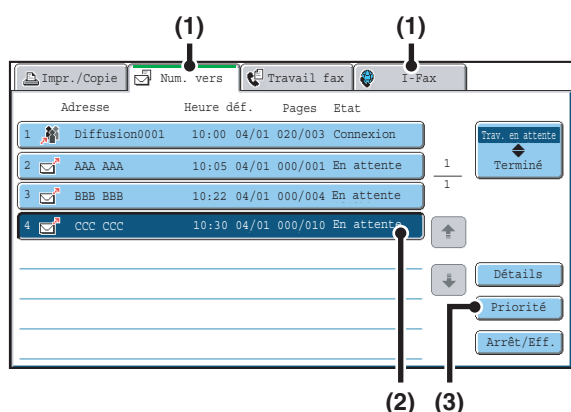 (1) (1)
Impr./Copie Num. vers Travail fax I-Fax
Adresse Heure déf. Pages Etat
1 Diffusion0001 10:00 04/01 020/003 Connexion
Trav. en attente
Terminé
2 AAA AAA 10:05 04/01 000/001 En attente
1
1
3 BBB BBB 10:22 04/01 000/004 En attente
4 CCC CCC 10:30 04/01 000/010 En attente
Détails
Priorité
Arrêt/Eff.
(2) (3)